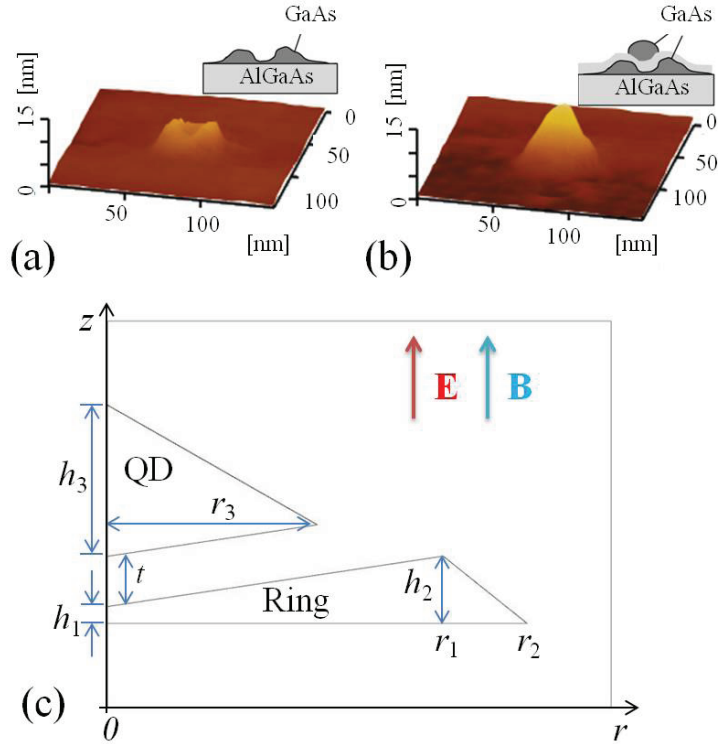 GaAs
AlGaAs
[nm]
15
0
50
100
[nm]
0
50
100
(a)
GaAs
AlGaAs
[nm]
15
0
50
100
[nm]
0
50
100
(b)
z
E B
QD
h3
r3
t
h2
h1
Ring
r1 r2
(c)
0
r